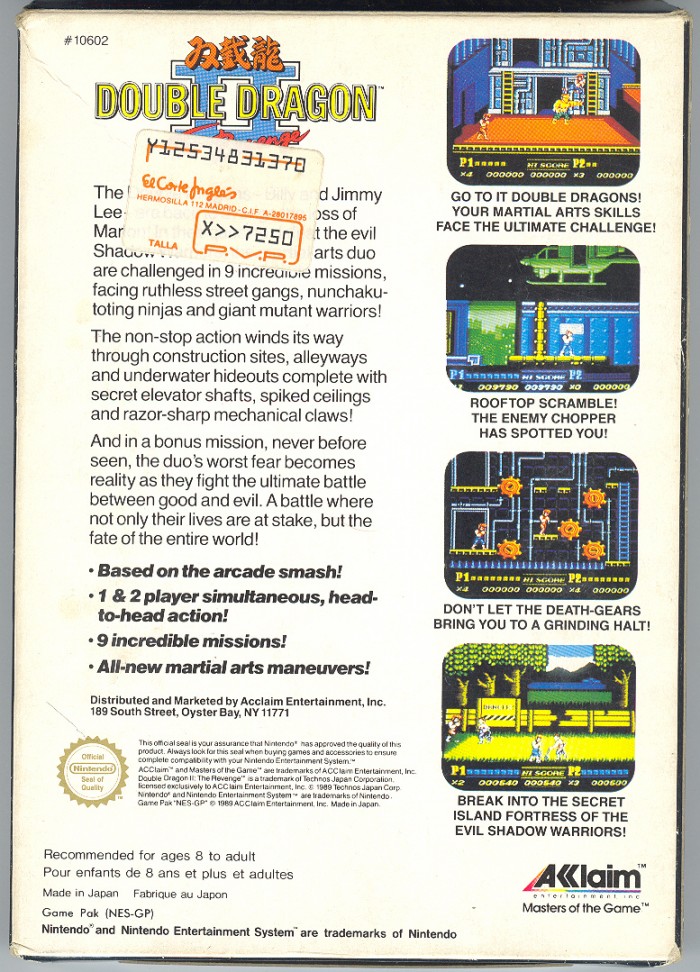 #10602
双截龍
II
DOUBLE DRAGON™
Revenge
Y12534831370
El Corte Inglés
HERMOSILLA 112 MADRID - C.I.F. A-28017895
TALLA
X>>7250
P.V.P.
The
Billy and Jimmy
Lee
loss of
Mar
t the evil
Shadow
arts duo
are challenged in 9 incredible missions,
facing ruthless street gangs, nunchaku-
toting ninjas and giant mutant warriors!
The non-stop action winds its way
through construction sites, alleyways
and underwater hideouts complete with
secret elevator shafts, spiked ceilings
and razor-sharp mechanical claws!
And in a bonus mission, never before
seen, the duo's worst fear becomes
reality as they fight the ultimate battle
between good and evil. A battle where
not only their lives are at stake, but the
fate of the entire world!
• Based on the arcade smash!
• 1 & 2 player simultaneous, head-
to-head action!
• 9 incredible missions!
• All-new martial arts maneuvers!
Distributed and Marketed by Acclaim Entertainment, Inc.
189 South Street, Oyster Bay, NY 11771
Official
Nintendo
Seal of
Quality
This official seal is your assurance that Nintendo® has approved the quality of this
product. Always look for this seal when buying games and accessories to ensure
complete compatibility with your Nintendo Entertainment System.™
ACClaim™ and Masters of the Game™ are trademarks of ACClaim Entertainment, Inc.
Double Dragon II: The Revenge™ is a trademark of Technos Japan Corporation,
licensed exclusively to ACClaim Entertainment, Inc. © 1989 Technos Japan Corp.
Nintendo® and Nintendo Entertainment System™ are trademarks of Nintendo.
Game Pak "NES-GP" © 1989 ACClaim Entertainment, Inc. Made in Japan.
Recommended for ages 8 to adult
Pour enfants de 8 ans et plus et adultes
Made in Japan Fabrique au Japon
Game Pak (NES-GP)
Nintendo® and Nintendo Entertainment System™ are trademarks of Nintendo
P1 HI SCORE P2
X4 000000 000000 X3 000000
GO TO IT DOUBLE DRAGONS!
YOUR MARTIAL ARTS SKILLS
FACE THE ULTIMATE CHALLENGE!
P1 HI SCORE P2
009790 009790 X0 000000
ROOFTOP SCRAMBLE!
THE ENEMY CHOPPER
HAS SPOTTED YOU!
P1 HI SCORE P2
X4 000000 000000 X4 000000
DON'T LET THE DEATH-GEARS
BRING YOU TO A GRINDING HALT!
P1 HI SCORE P2
X2 000540 000540 X3 000500
BREAK INTO THE SECRET
ISLAND FORTRESS OF THE
EVIL SHADOW WARRIORS!
AKklaim™
entertainment inc.
Masters of the Game™